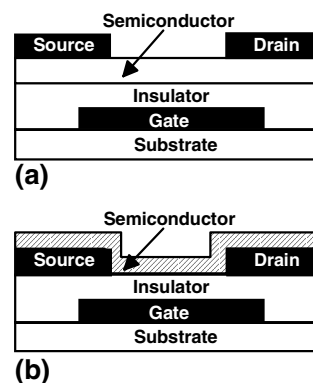 Semiconductor
Source Drain
Insulator
Gate
Substrate
(a)
Semiconductor
Source Drain
Insulator
Gate
Substrate
(b)